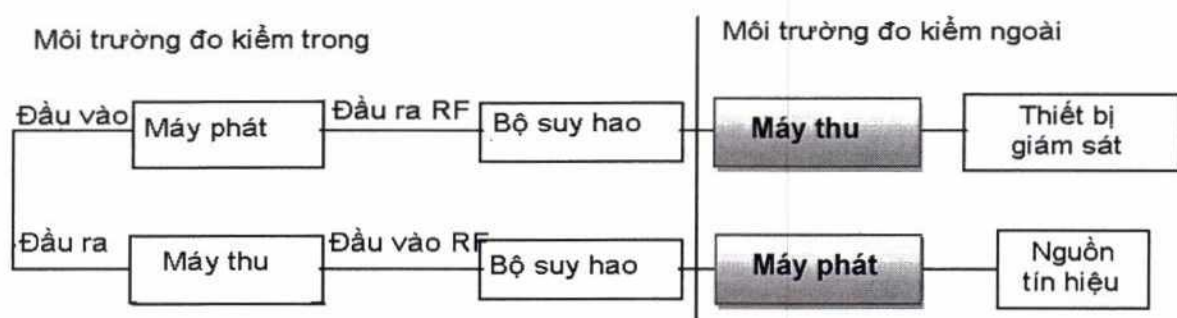 Môi trường đo kiểm trong
Môi trường đo kiểm ngoài
Đầu vào
Máy phát
Đầu ra RF
Bộ suy hao
Máy thu
Thiết bị
giám sát
Đầu ra
Máy thu
Đầu vào RF
Bộ suy hao
Máy phát
Nguồn
tín hiệu